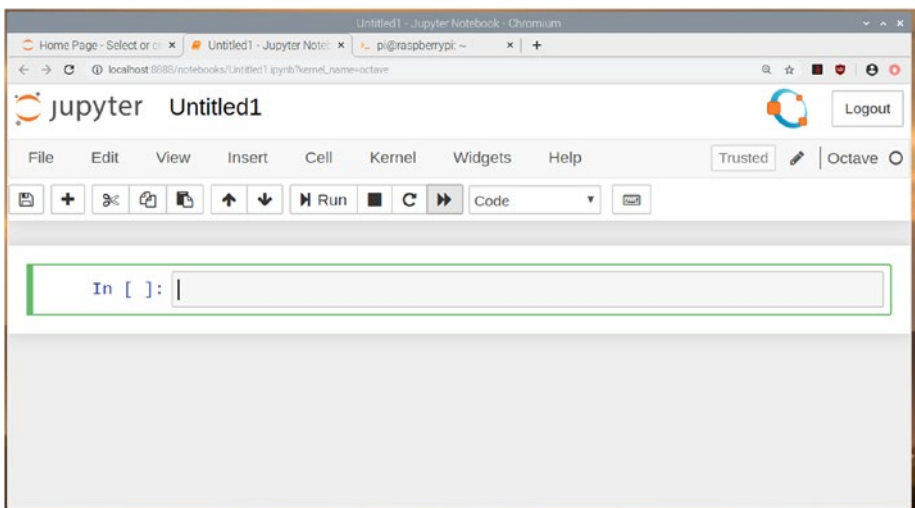 Untitled1 - Jupyter Notebook - Chromium
Home Page - Select or c Untitled1 - Jupyter Note pi@raspberrypi: ~
localhost:8888/notebooks/Untitled1.ipynb?kernel_name=octave
jupyter Untitled1 Logout
File Edit View Insert Cell Kernel Widgets Help Trusted Octave
Run Code
In [ ]: